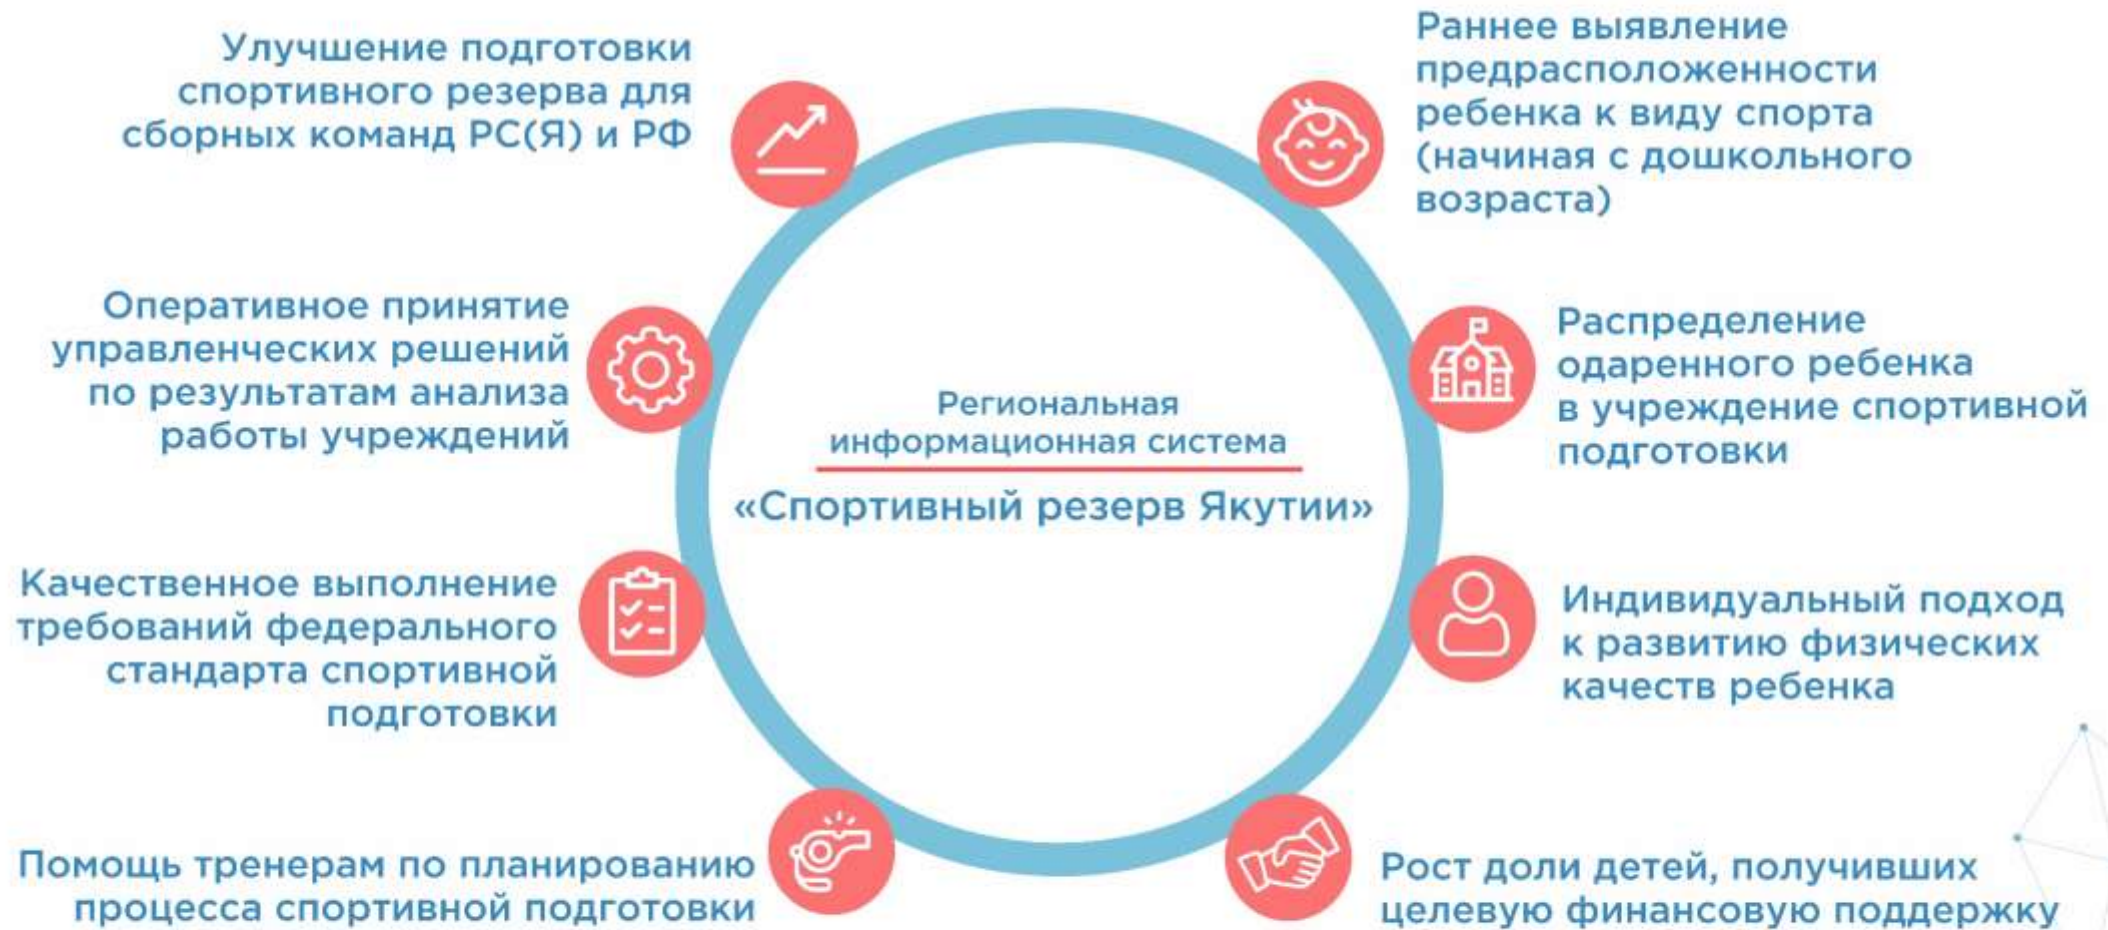 Улучшение подготовки
спортивного резерва для
сборных команд РС(Я) и РФ
Раннее выявление
предрасположенности
ребенка к виду спорта
(начиная с дошкольного
возраста)
Оперативное принятие
управленческих решений
по результатам анализа
работы учреждений
Распределение
одаренного ребенка
в учреждение спортивной
подготовки
Региональная
информационная система
«Спортивный резерв Якутии»
Качественное выполнение
требований федерального
стандарта спортивной
подготовки
Индивидуальный подход
к развитию физических
качеств ребенка
Помощь тренерам по планированию
процесса спортивной подготовки
Рост доли детей, получивших
целевую финансовую поддержку